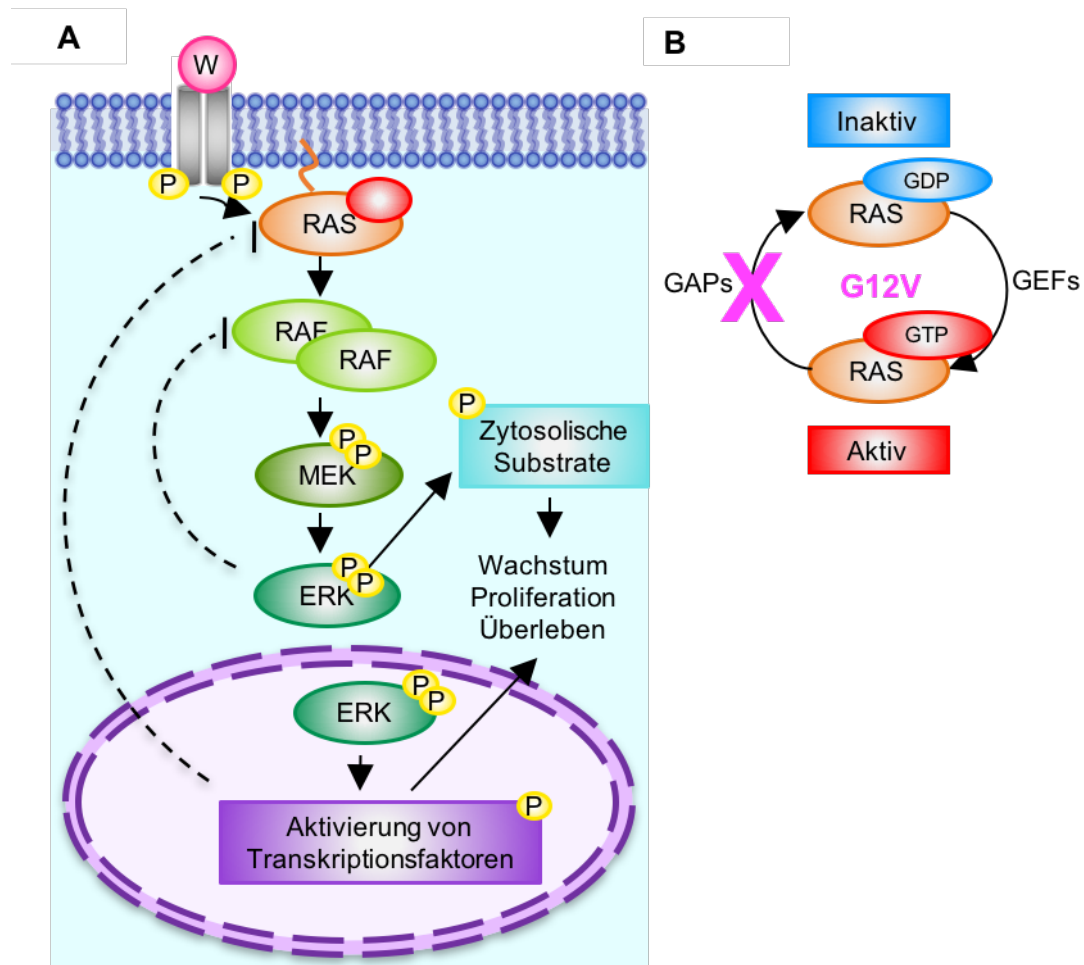 A
W
P
P
RAS
RAF
RAF
P
P
MEK
P
Zytosolische
Substrate
P
P
ERK
Wachstum
Proliferation
Überleben
P
P
ERK
P
Aktivierung von
Transkriptionsfaktoren
B
Inaktiv
GDP
RAS
GAPs
X
G12V
GEFs
GTP
RAS
Aktiv